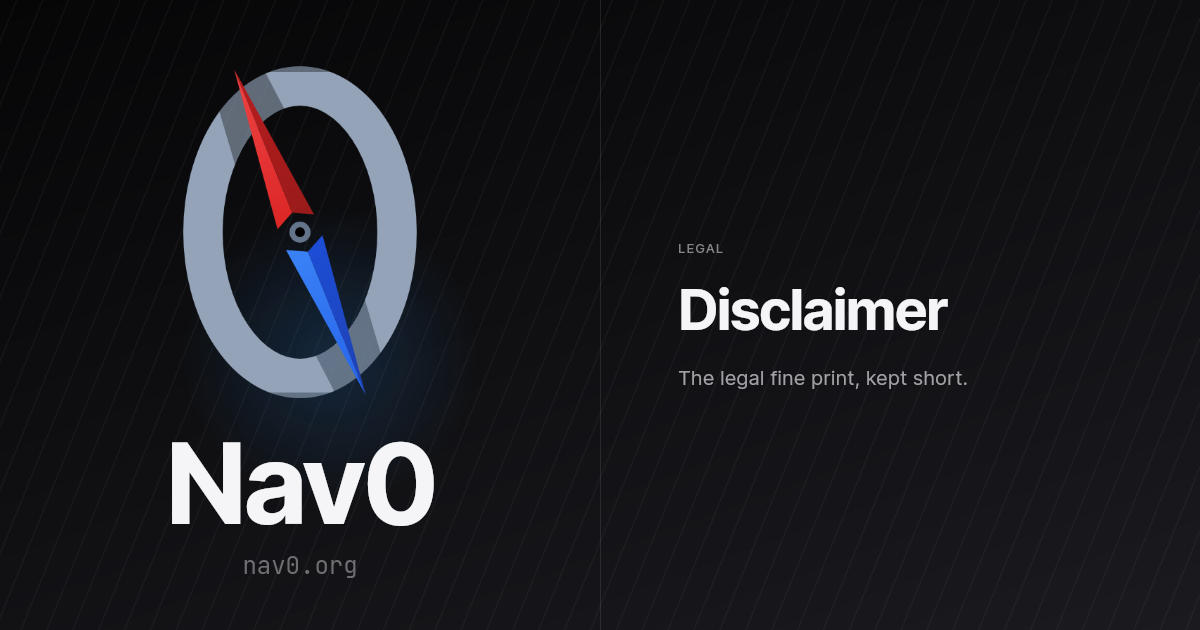 Nav0
nav0.org
LEGAL
Disclaimer
The legal fine print, kept short.